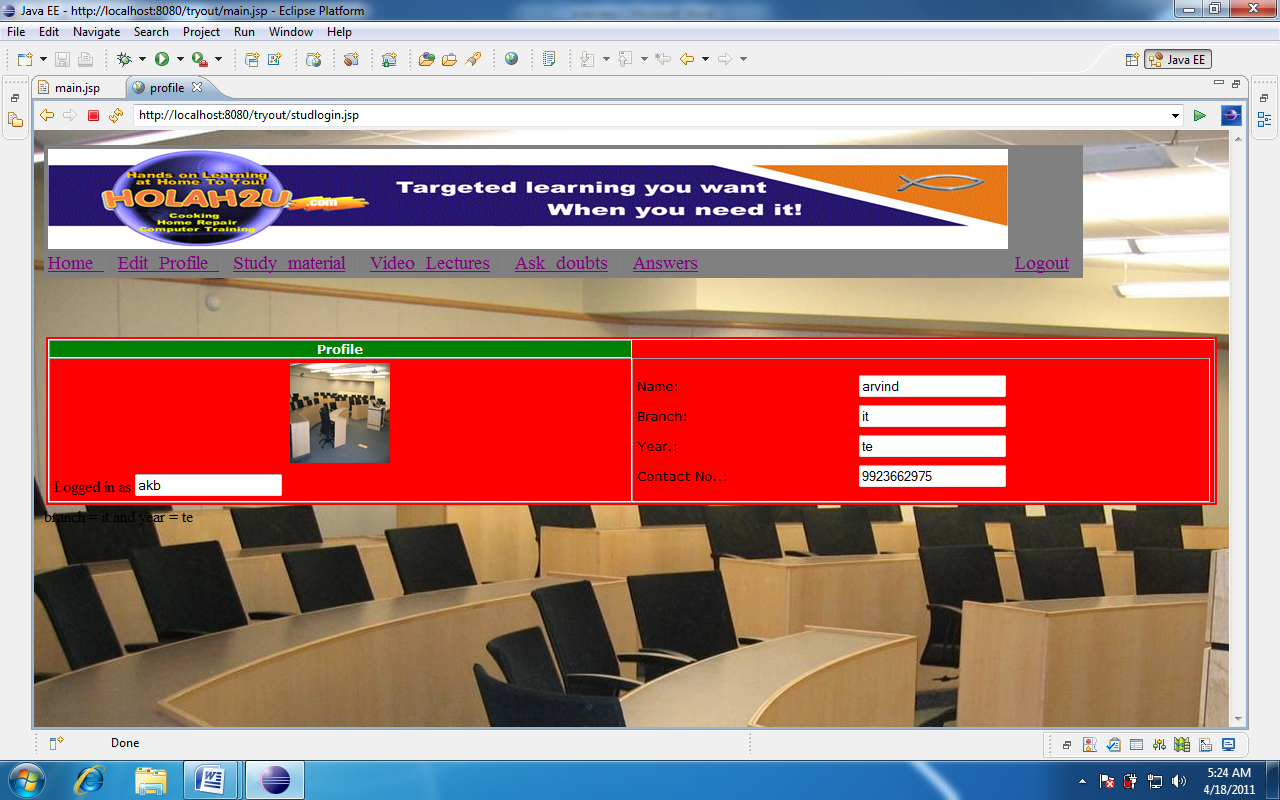 Java EE - http://localhost:8080/tryout/main.jsp - Eclipse Platform
File Edit Navigate Search Project Run Window Help
Java EE
main.jsp profile
http://localhost:8080/tryout/studlogin.jsp
Hands on Learning
at Home To You!
HOLAH2U.com
Cooking
Home Repair
Computer Training
Targeted learning you want
When you need it!
Home Edit Profile Study material Video Lectures Ask doubts Answers Logout
Profile
Name: arvind
Branch: it
Year.: te
Contact No..: 9923662975
Logged in as akb
branch = it and year = te
Done
5:24 AM
4/18/2011